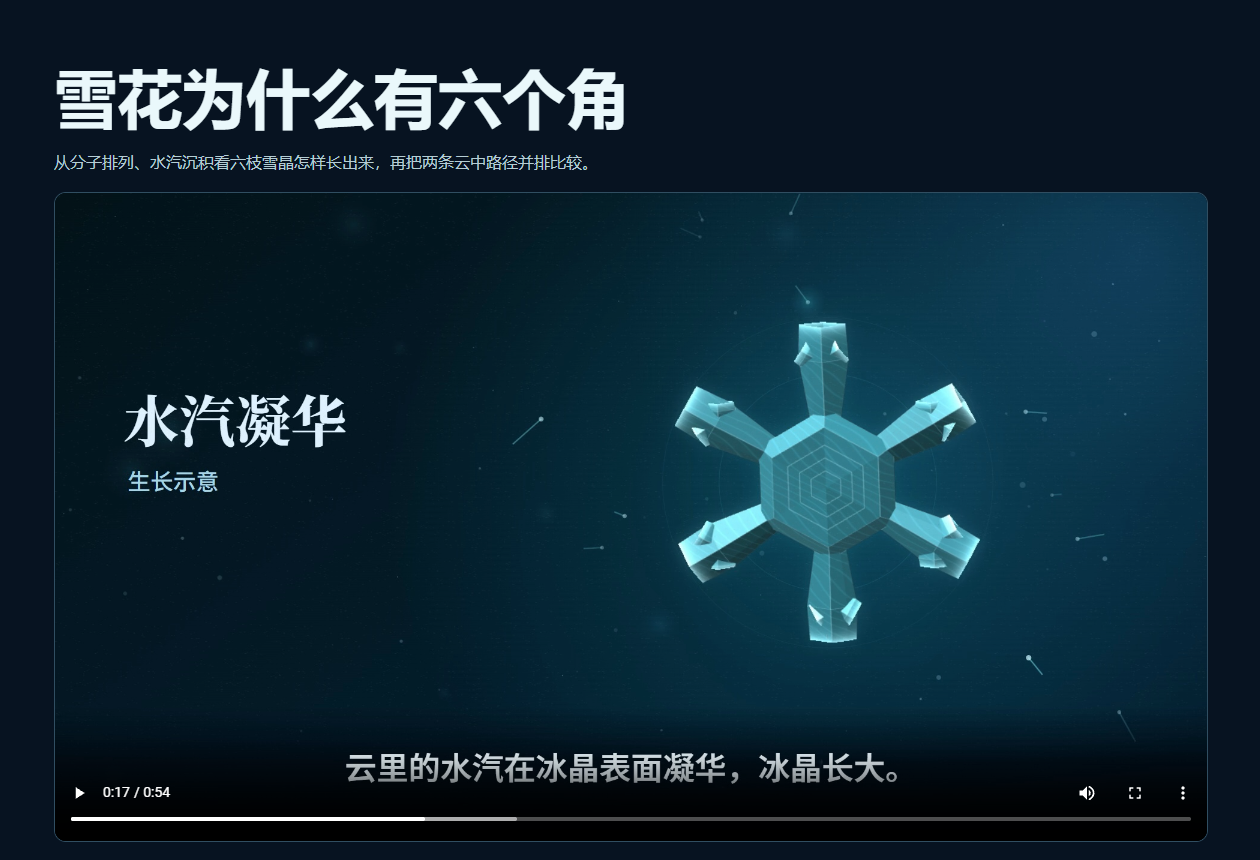 雪花为什么有六个角
从分子排列、水汽沉积看六枝雪晶怎样长出来，再把两条云中路径并排比较。
水汽凝华
生长示意
云里的水汽在冰晶表面凝华，冰晶长大。
0:17 / 0:54